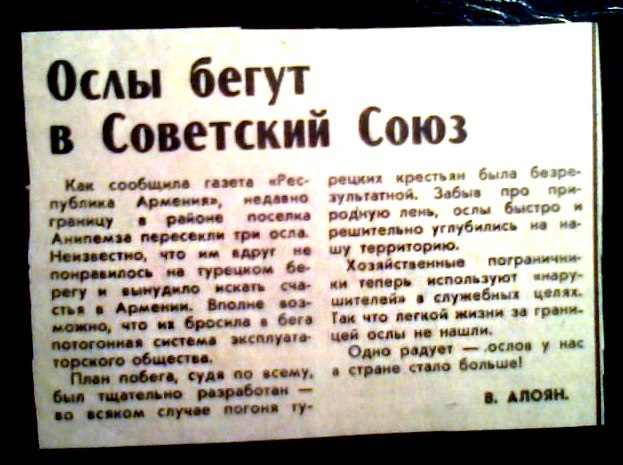 Ослы бегут
в Советский Союз
Как сообщила газета «Рес-
публика Армения», недавно
границу в районе поселка
Анипемза пересекли три осла.
Неизвестно, что им вдруг не
понравилось на турецком бе-
регу и вынудило искать сча-
стья в Армении. Вполне воз-
можно, что их бросила в бега
потогонная система эксплуата-
торского общества.
План побега, судя по всему,
был тщательно разработан —
во всяком случае погоня ту-
рецких крестьян была безре-
зультатной. Забыв про при-
родную лень, ослы быстро и
решительно углубились на на-
шу территорию.
Хозяйственные пограничны-
ки теперь используют «нару-
шителей» в служебных целях.
Так что легкой жизни за грани-
цей ослы не нашли.
Одно радует — ослов у нас
в стране стало больше!
В. АЛОЯН.